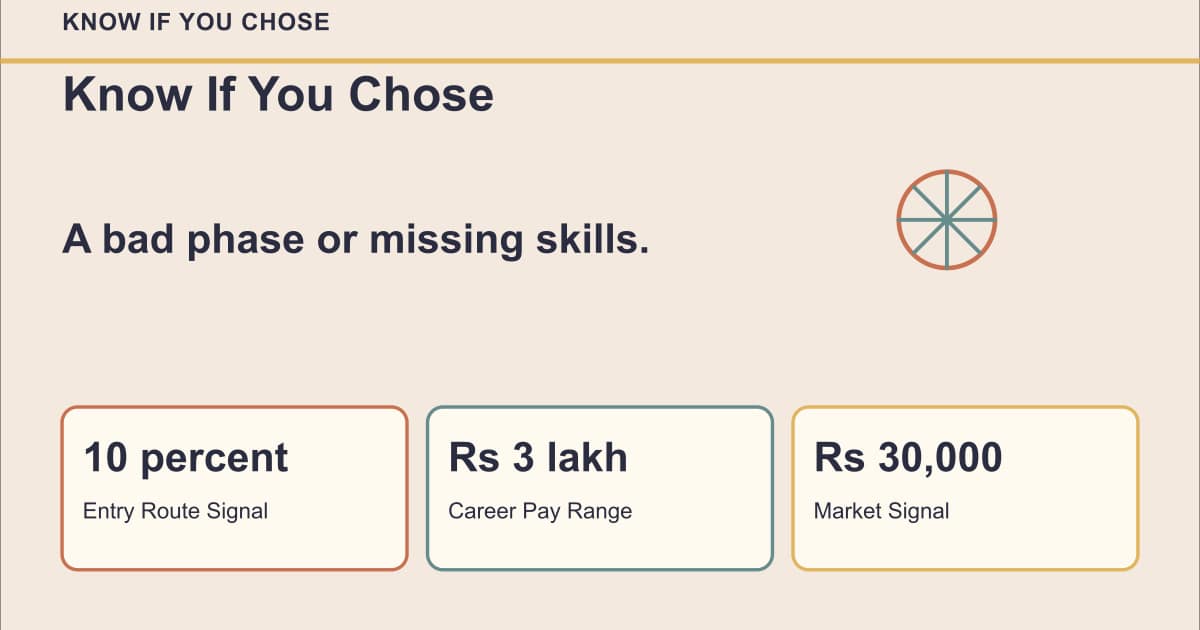 KNOW IF YOU CHOSE
Know If You Chose
A bad phase or missing skills.
10 percent
Entry Route Signal
Rs 3 lakh
Career Pay Range
Rs 30,000
Market Signal